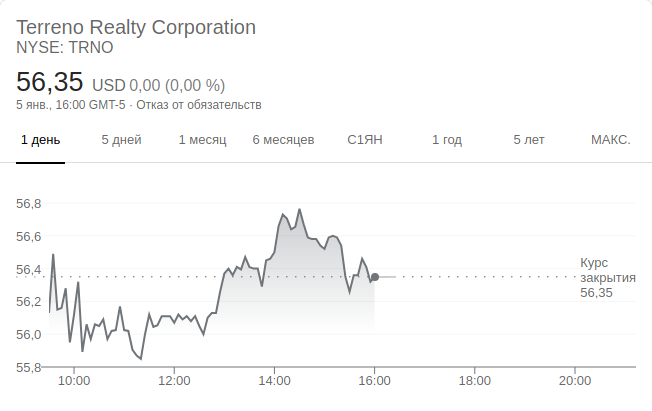 Terreno Realty Corporation
NYSE: TRNO
56,35 USD 0,00 (0,00 %)
5 янв., 16:00 GMT-5 · Отказ от обязательств
1 день 5 дней 1 месяц 6 месяцев С1ЯН 1 год 5 лет МАКС.
56,8
56,6
56,4
56,2
56,0
55,8
Курс
закрытия
56,35
10:00 12:00 14:00 16:00 18:00 20:00